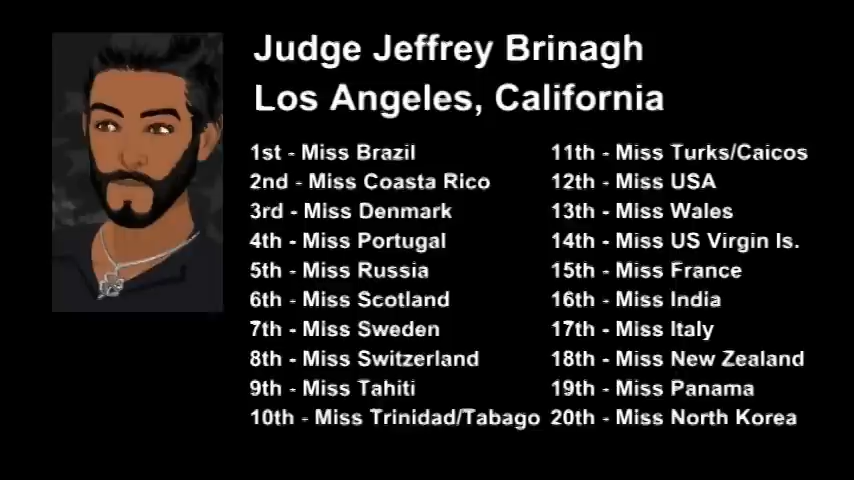 Judge Jeffrey Brinagh
Los Angeles, California
1st - Miss Brazil
2nd - Miss Coasta Rico
3rd - Miss Denmark
4th - Miss Portugal
5th - Miss Russia
6th - Miss Scotland
7th - Miss Sweden
8th - Miss Switzerland
9th - Miss Tahiti
10th - Miss Trinidad/Tabago
11th - Miss Turks/Caicos
12th - Miss USA
13th - Miss Wales
14th - Miss US Virgin Is.
15th - Miss France
16th - Miss India
17th - Miss Italy
18th - Miss New Zealand
19th - Miss Panama
20th - Miss North Korea